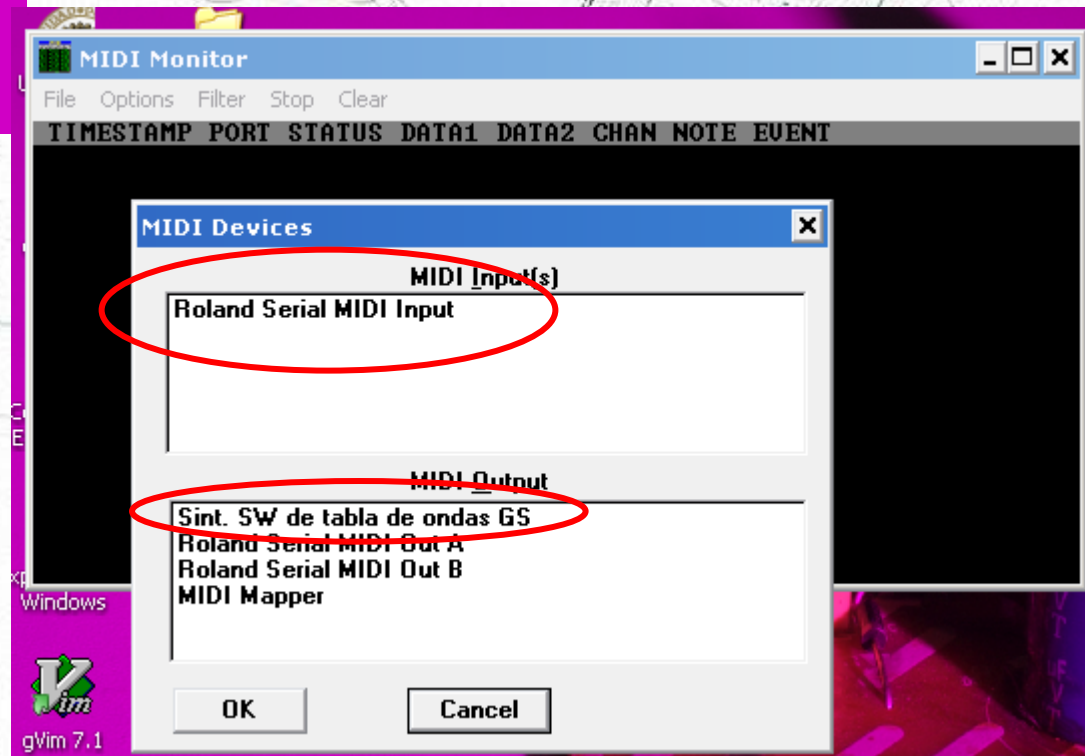 MIDI Monitor
File Options Filter Stop Clear
TIMESTAMP PORT STATUS DATA1 DATA2 CHAN NOTE EVENT
MIDI Devices
MIDI Input(s)
Roland Serial MIDI Input
MIDI Output
Sint. SW de tabla de ondas GS
Roland Serial MIDI Out A
Roland Serial MIDI Out B
MIDI Mapper
OK Cancel
Windows
Vim
gVim 7.1